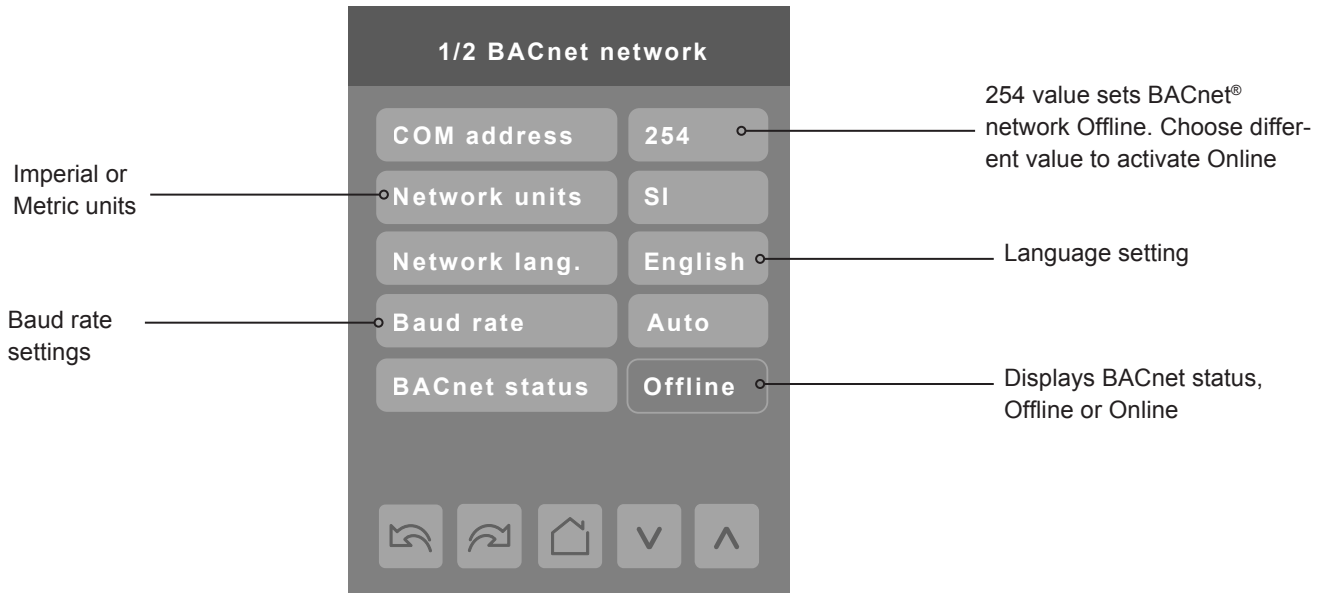 1/2 BACnet network
COM address 254
Network units SI
Network lang. English
Baud rate Auto
BACnet status Offline
Imperial or
Metric units
Baud rate
settings
254 value sets BACnet®
network Offline. Choose differ-
ent value to activate Online
Language setting
Displays BACnet status,
Offline or Online